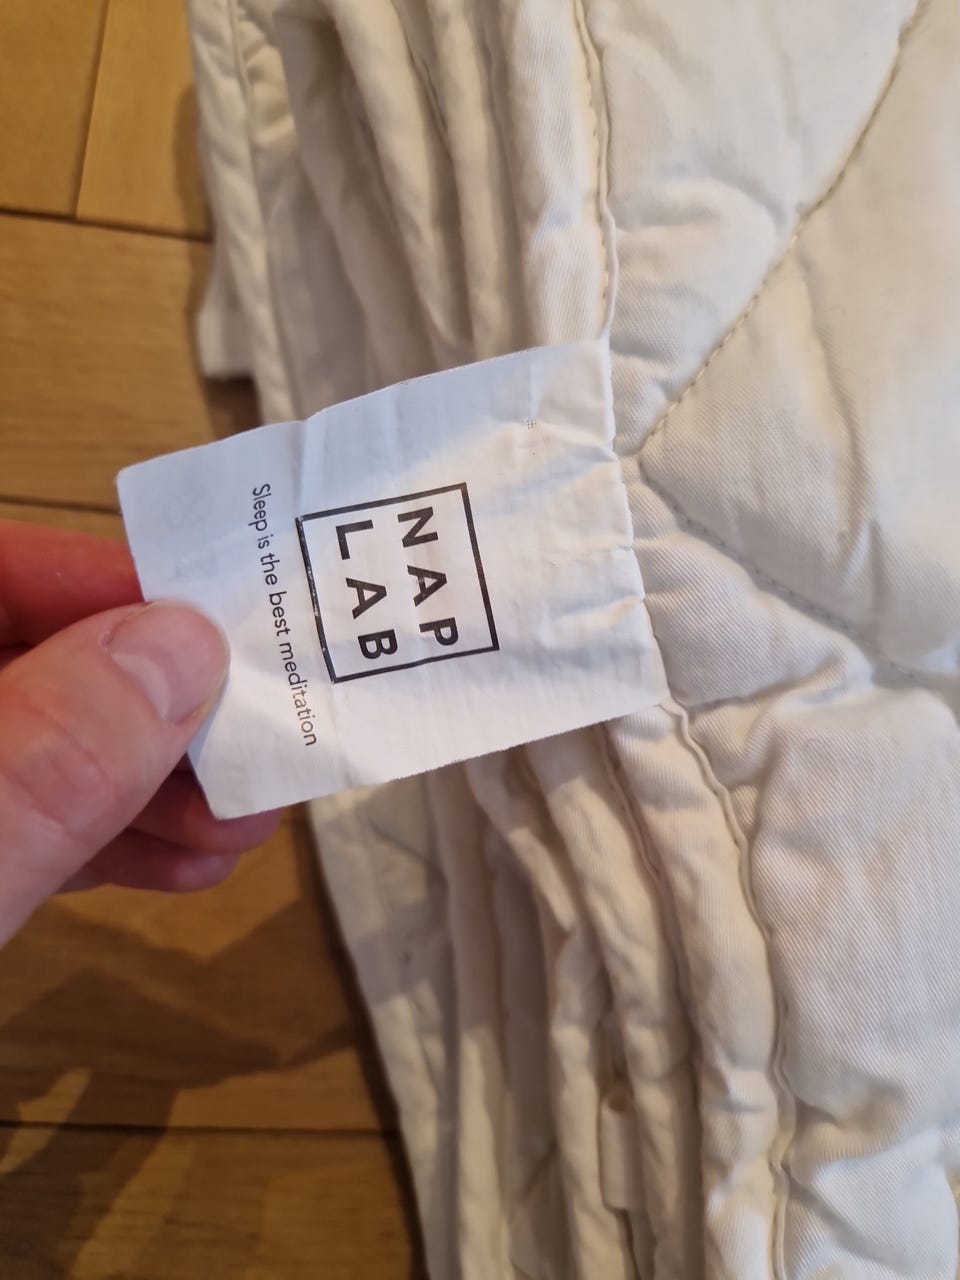 NAP
LAB
Sleep is the best meditation